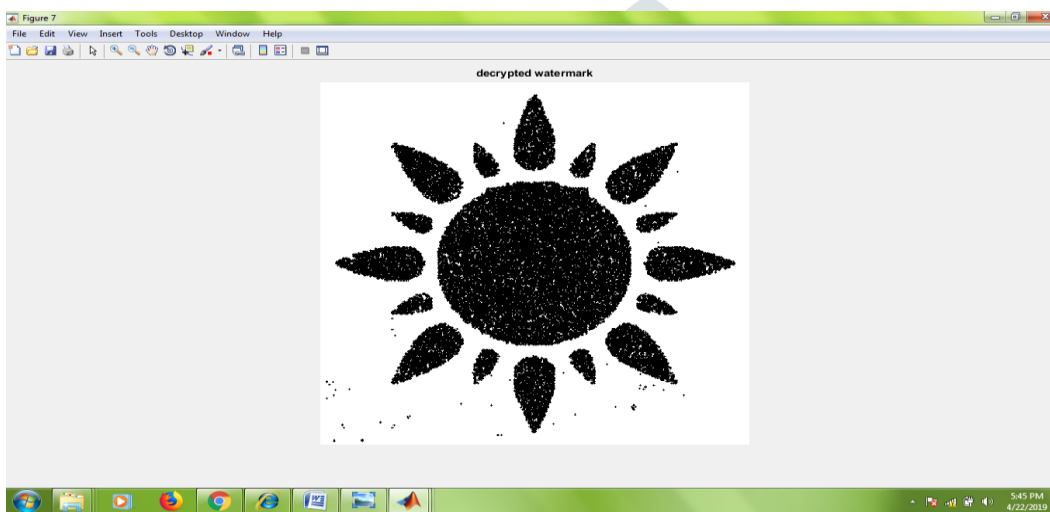 Figure 7
File Edit View Insert Tools Desktop Window Help
decrypted watermark
5:45 PM
4/22/2019